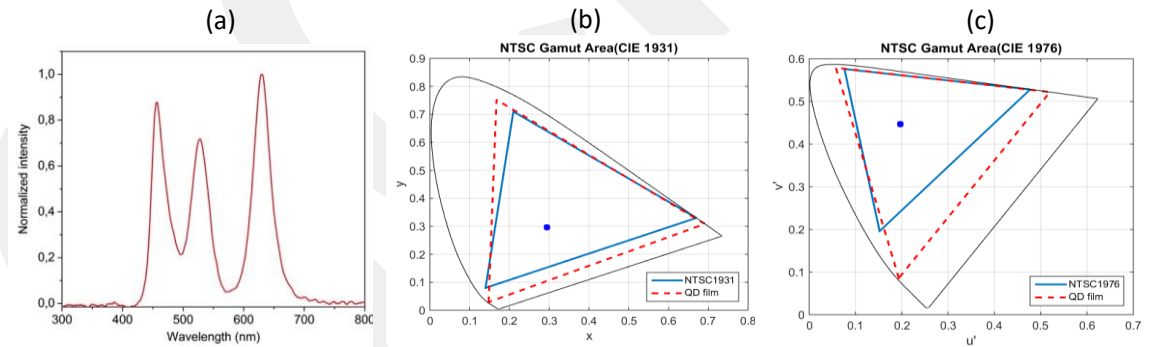 (a)
(b)
(c)
Normalized intensity
1,0
0,8
0,6
0,4
0,2
0,0
300 400 500 600 700 800
Wavelength (nm)
NTSC Gamut Area(CIE 1931)
y
0.9
0.8
0.7
0.6
0.5
0.4
0.3
0.2
0.1
0
0 0.1 0.2 0.3 0.4 0.5 0.6 0.7 0.8
x
NTSC1931
QD film
NTSC Gamut Area(CIE 1976)
v'
0.6
0.5
0.4
0.3
0.2
0.1
0
0 0.1 0.2 0.3 0.4 0.5 0.6 0.7
u'
NTSC1976
QD film